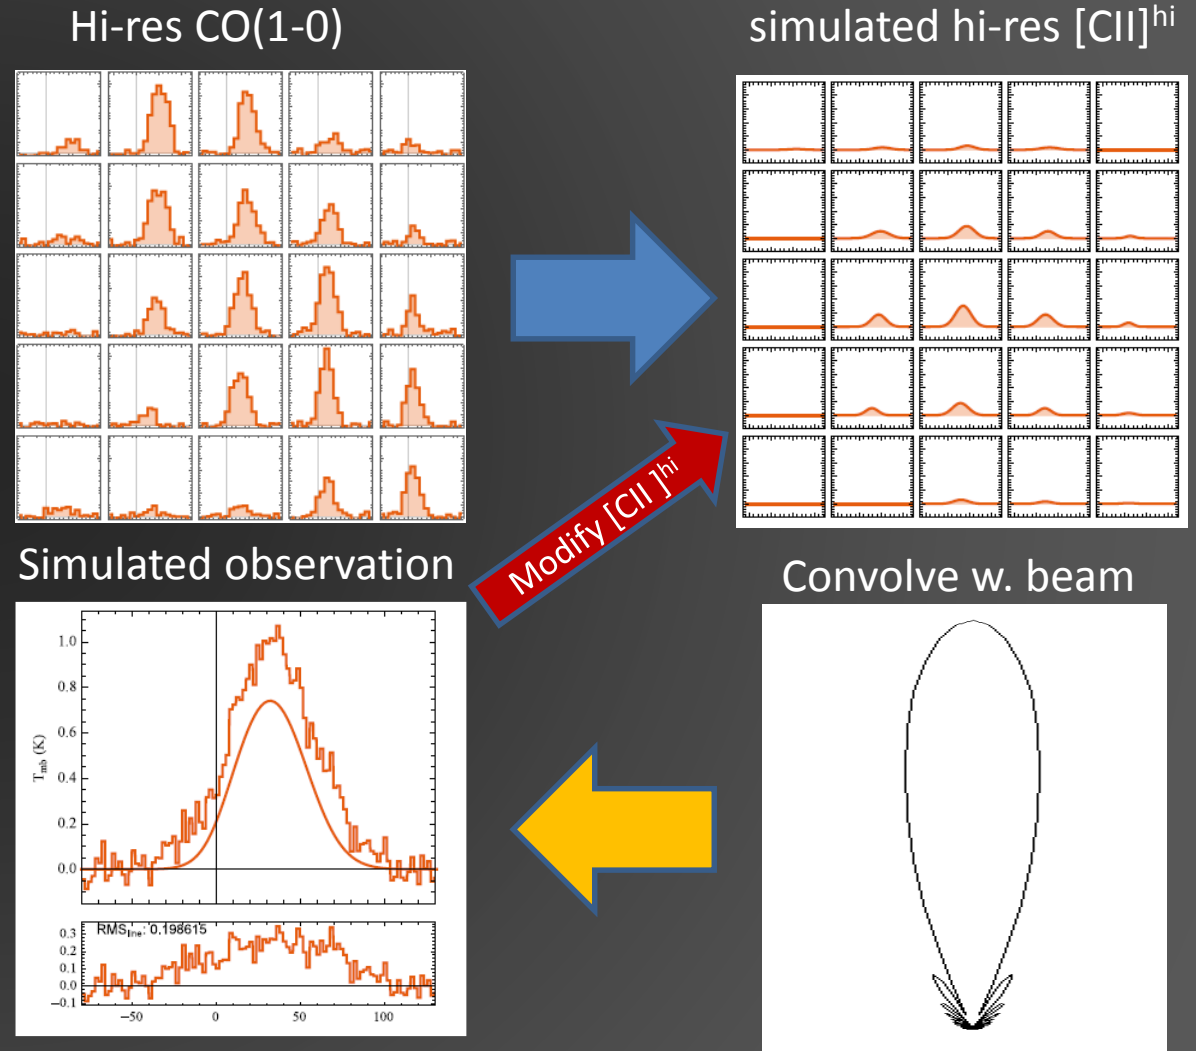 Hi-res CO(1-0)
simulated hi-res [CII]hi
Modify [CII ]hi
Simulated observation
Convolve w. beam
Tmb (K)
1.0
0.8
0.6
0.4
0.2
0.0
RMSline: 0.198615
0.3
0.2
0.1
0.0
−0.1
−50 0 50 100